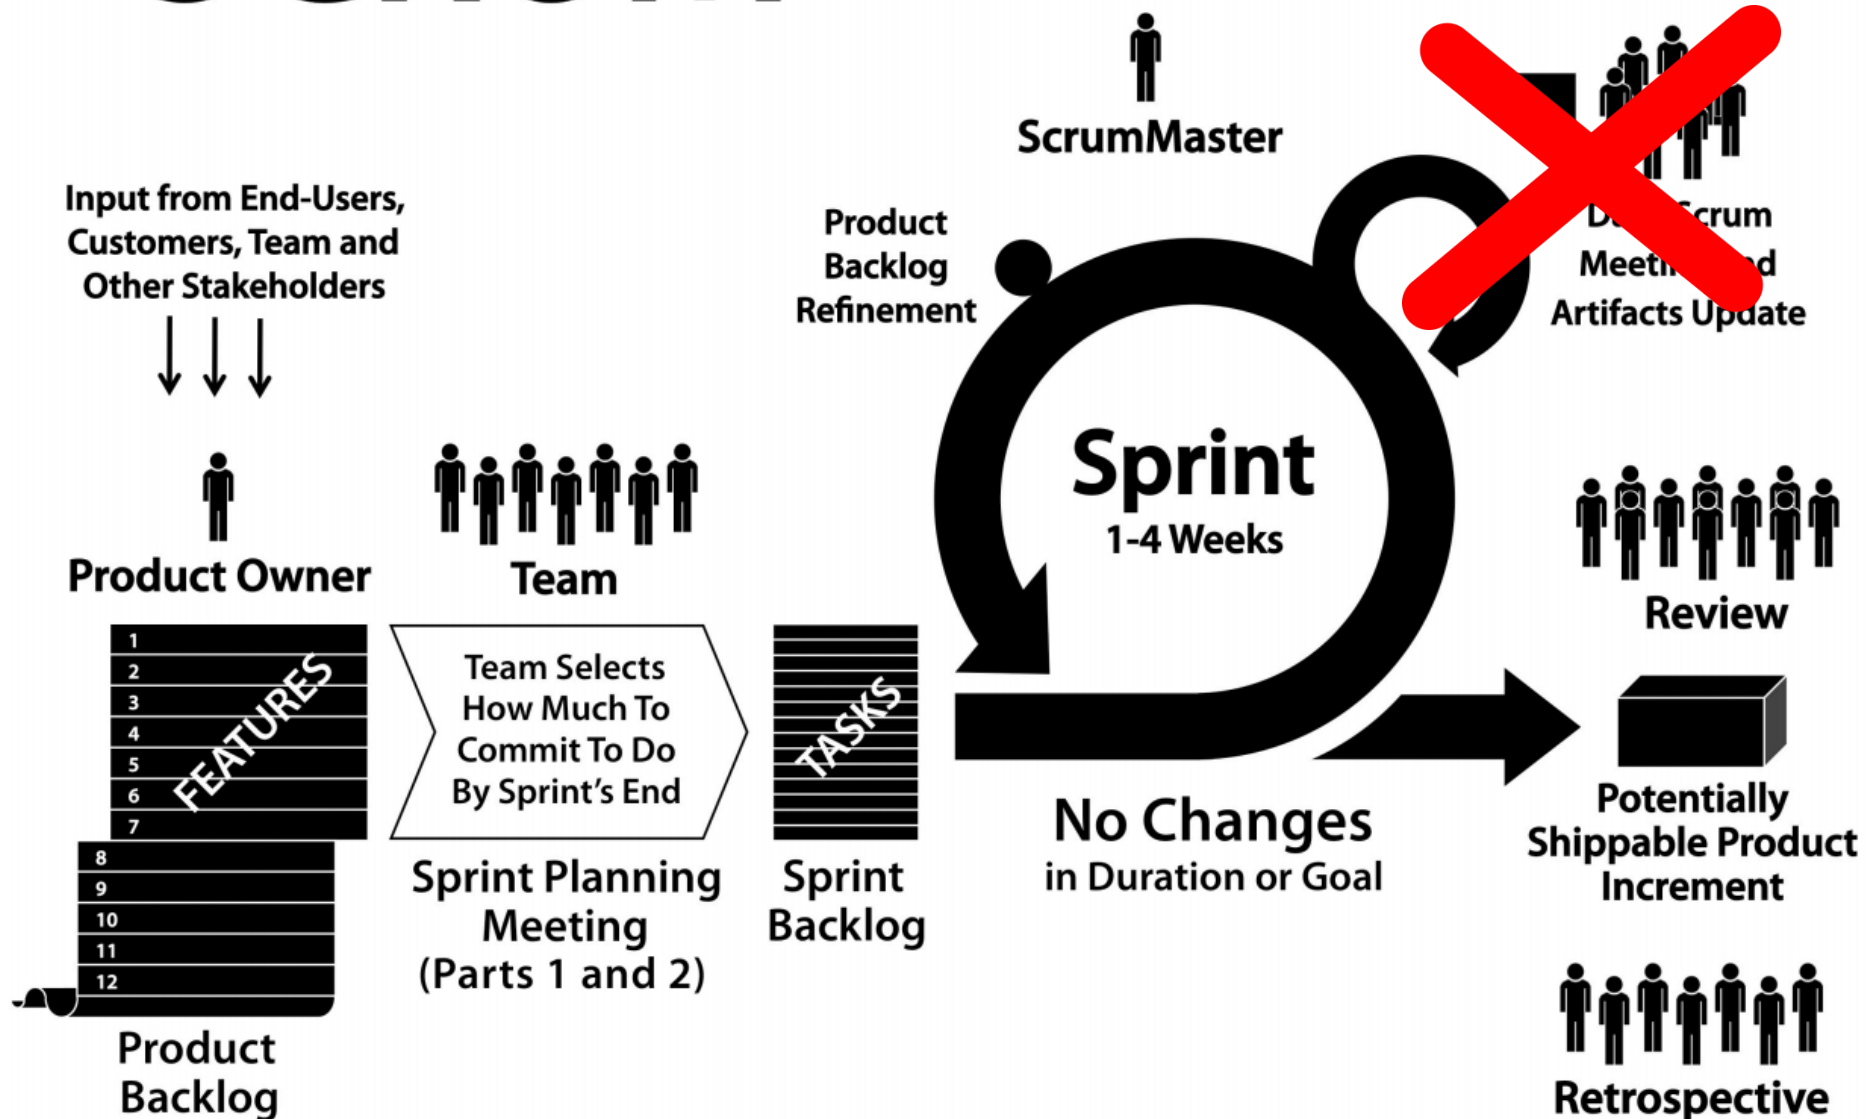 ScrumMaster
Input from End-Users,
Customers, Team and
Other Stakeholders
Product
Backlog
Refinement
Scrum
Artifacts Update
Sprint
1-4 Weeks
Product Owner
Team
Review
1
2
3
4
5
6
7
FEATURES
8
9
10
11
12
Product
Backlog
Team Selects
How Much To
Commit To Do
By Sprint's End
Sprint Planning
Meeting
(Parts 1 and 2)
TASKS
Sprint
Backlog
No Changes
in Duration or Goal
Potentially
Shippable Product
Increment
Retrospective